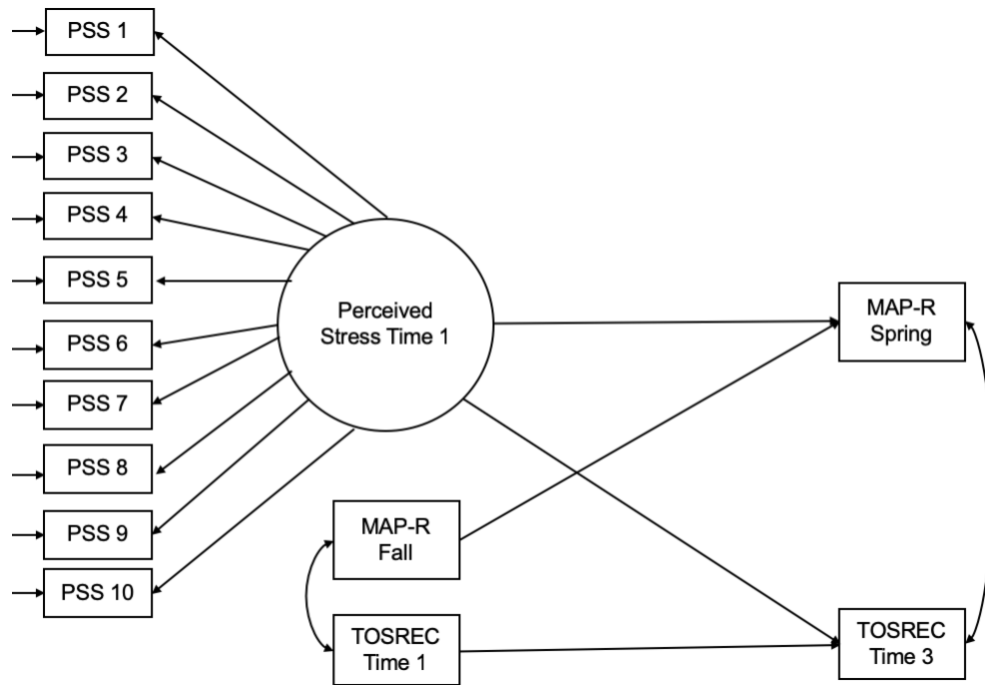 PSS 1
PSS 2
PSS 3
PSS 4
PSS 5
PSS 6
PSS 7
PSS 8
PSS 9
PSS 10
Perceived
Stress Time 1
MAP-R
Fall
TOSREC
Time 1
MAP-R
Spring
TOSREC
Time 3